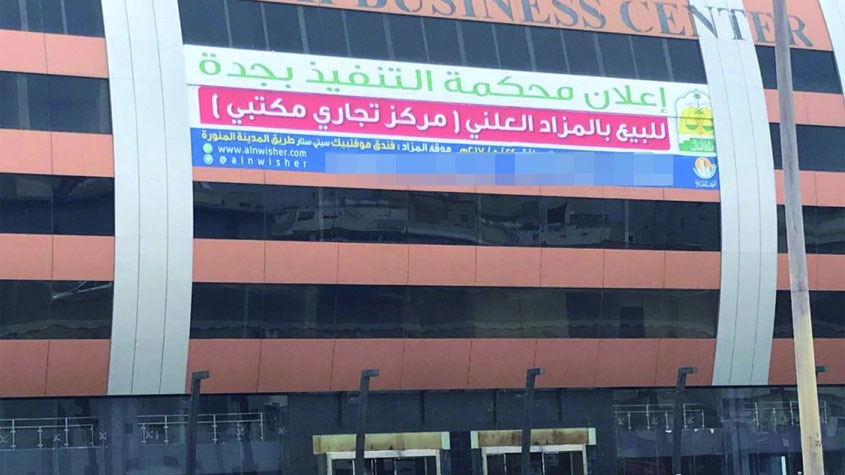 BUSINESS CENTER
إعلان محكمة التنفيذ بجدة
للبيع بالمزاد العلني ( مركز تجاري مكتبي )
موقع المزاد : فندق موفنبيك سيتي ستار طريق المدينة المنورة
www.alnwisher.com
@alnwisher